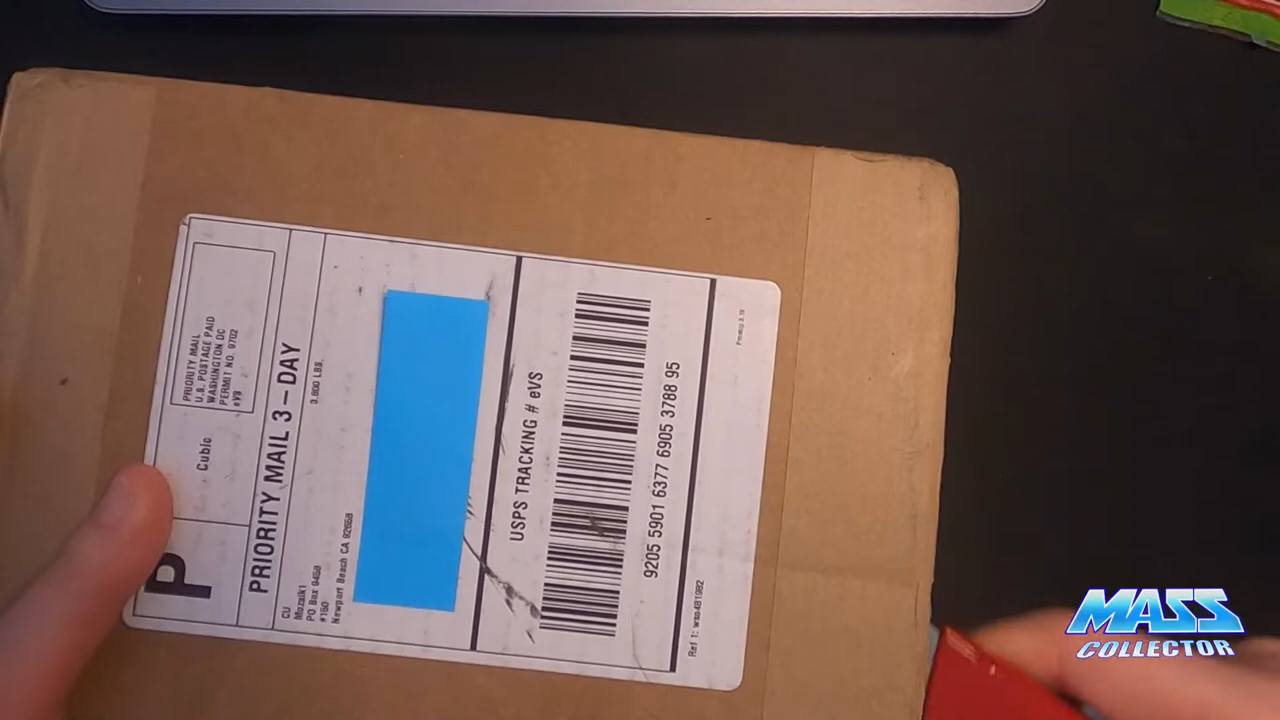 P
Cubic
PRIORITY MAIL
U.S. POSTAGE PAID
WASHINGTON DC
PERMIT NO. 9702
eVS
PRIORITY MAIL 3 – DAY
3.800 LBS.
CU
Mozaik1
PO Box 9458
#150
Newport Beach CA 92658
USPS TRACKING # eVS
9205 5901 6377 6905 3788 95
MASS
COLLECTOR